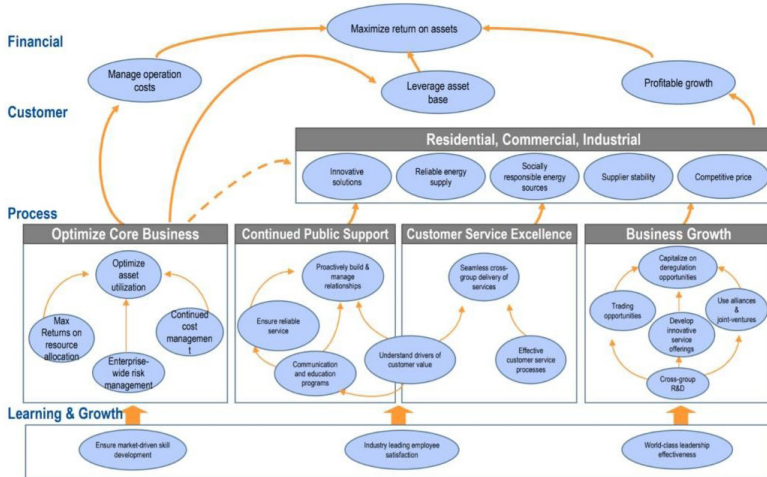 Financial
Maximize return on assets
Manage operation
costs
Leverage asset
base
Profitable growth
Customer
Residential, Commercial, Industrial
Innovative
solutions
Reliable energy
supply
Socially
responsible energy
sources
Supplier stability
Competitive price
Process
Optimize Core Business
Optimize
asset
utilization
Max
Returns on
resource
allocation
Enterprise-
wide risk
management
Continued
cost
managemen
t
Continued Public Support
Proactively build &
manage
relationships
Ensure reliable
service
Communication
and education
programs
Understand drivers of
customer value
Customer Service Excellence
Seamless cross-
group delivery of
services
Effective
customer service
processes
Business Growth
Capitalize on
deregulation
opportunities
Trading
opportunities
Use alliances
&
joint-ventures
Develop
innovative
service
offerings
Cross-group
R&D
Learning & Growth
Ensure market-driven skill
development
Industry leading employee
satisfaction
World-class leadership
effectiveness